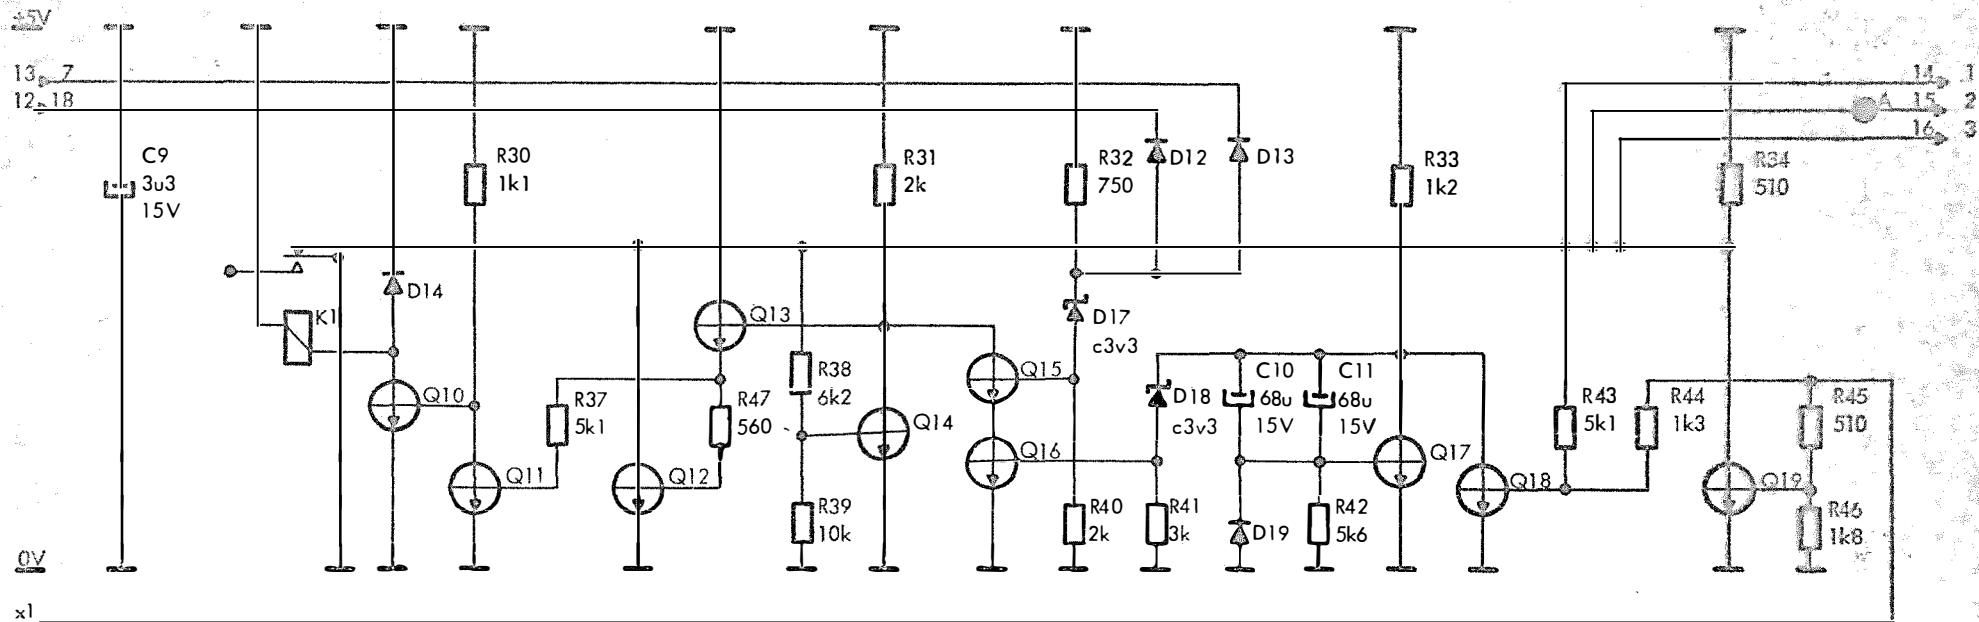 +5V
13 7
12 18
14 1
A 15 2
16 3
C9
3u3
15V
R30
1k1
R31
2k
R32
750
D12
D13
R33
1k2
R34
510
D14
K1
Q13
D17
c3v3
Q10
R37
5k1
R47
560
R38
6k2
Q14
Q15
Q16
D18
c3v3
C10
68u
15V
C11
68u
15V
Q17
R43
5k1
R44
1k3
R45
510
Q11
Q12
R39
10k
R40
2k
R41
3k
D19
R42
5k6
Q18
Q19
R46
1k8
0V
x1